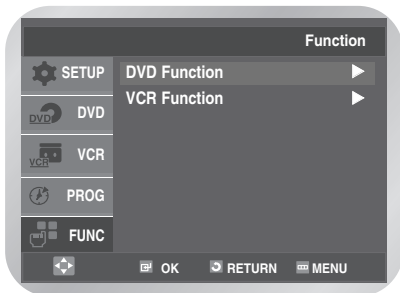 Function
SETUP
DVD Function
VCR Function
DVD DVD
VCR VCR
PROG
FUNC
OK RETURN MENU